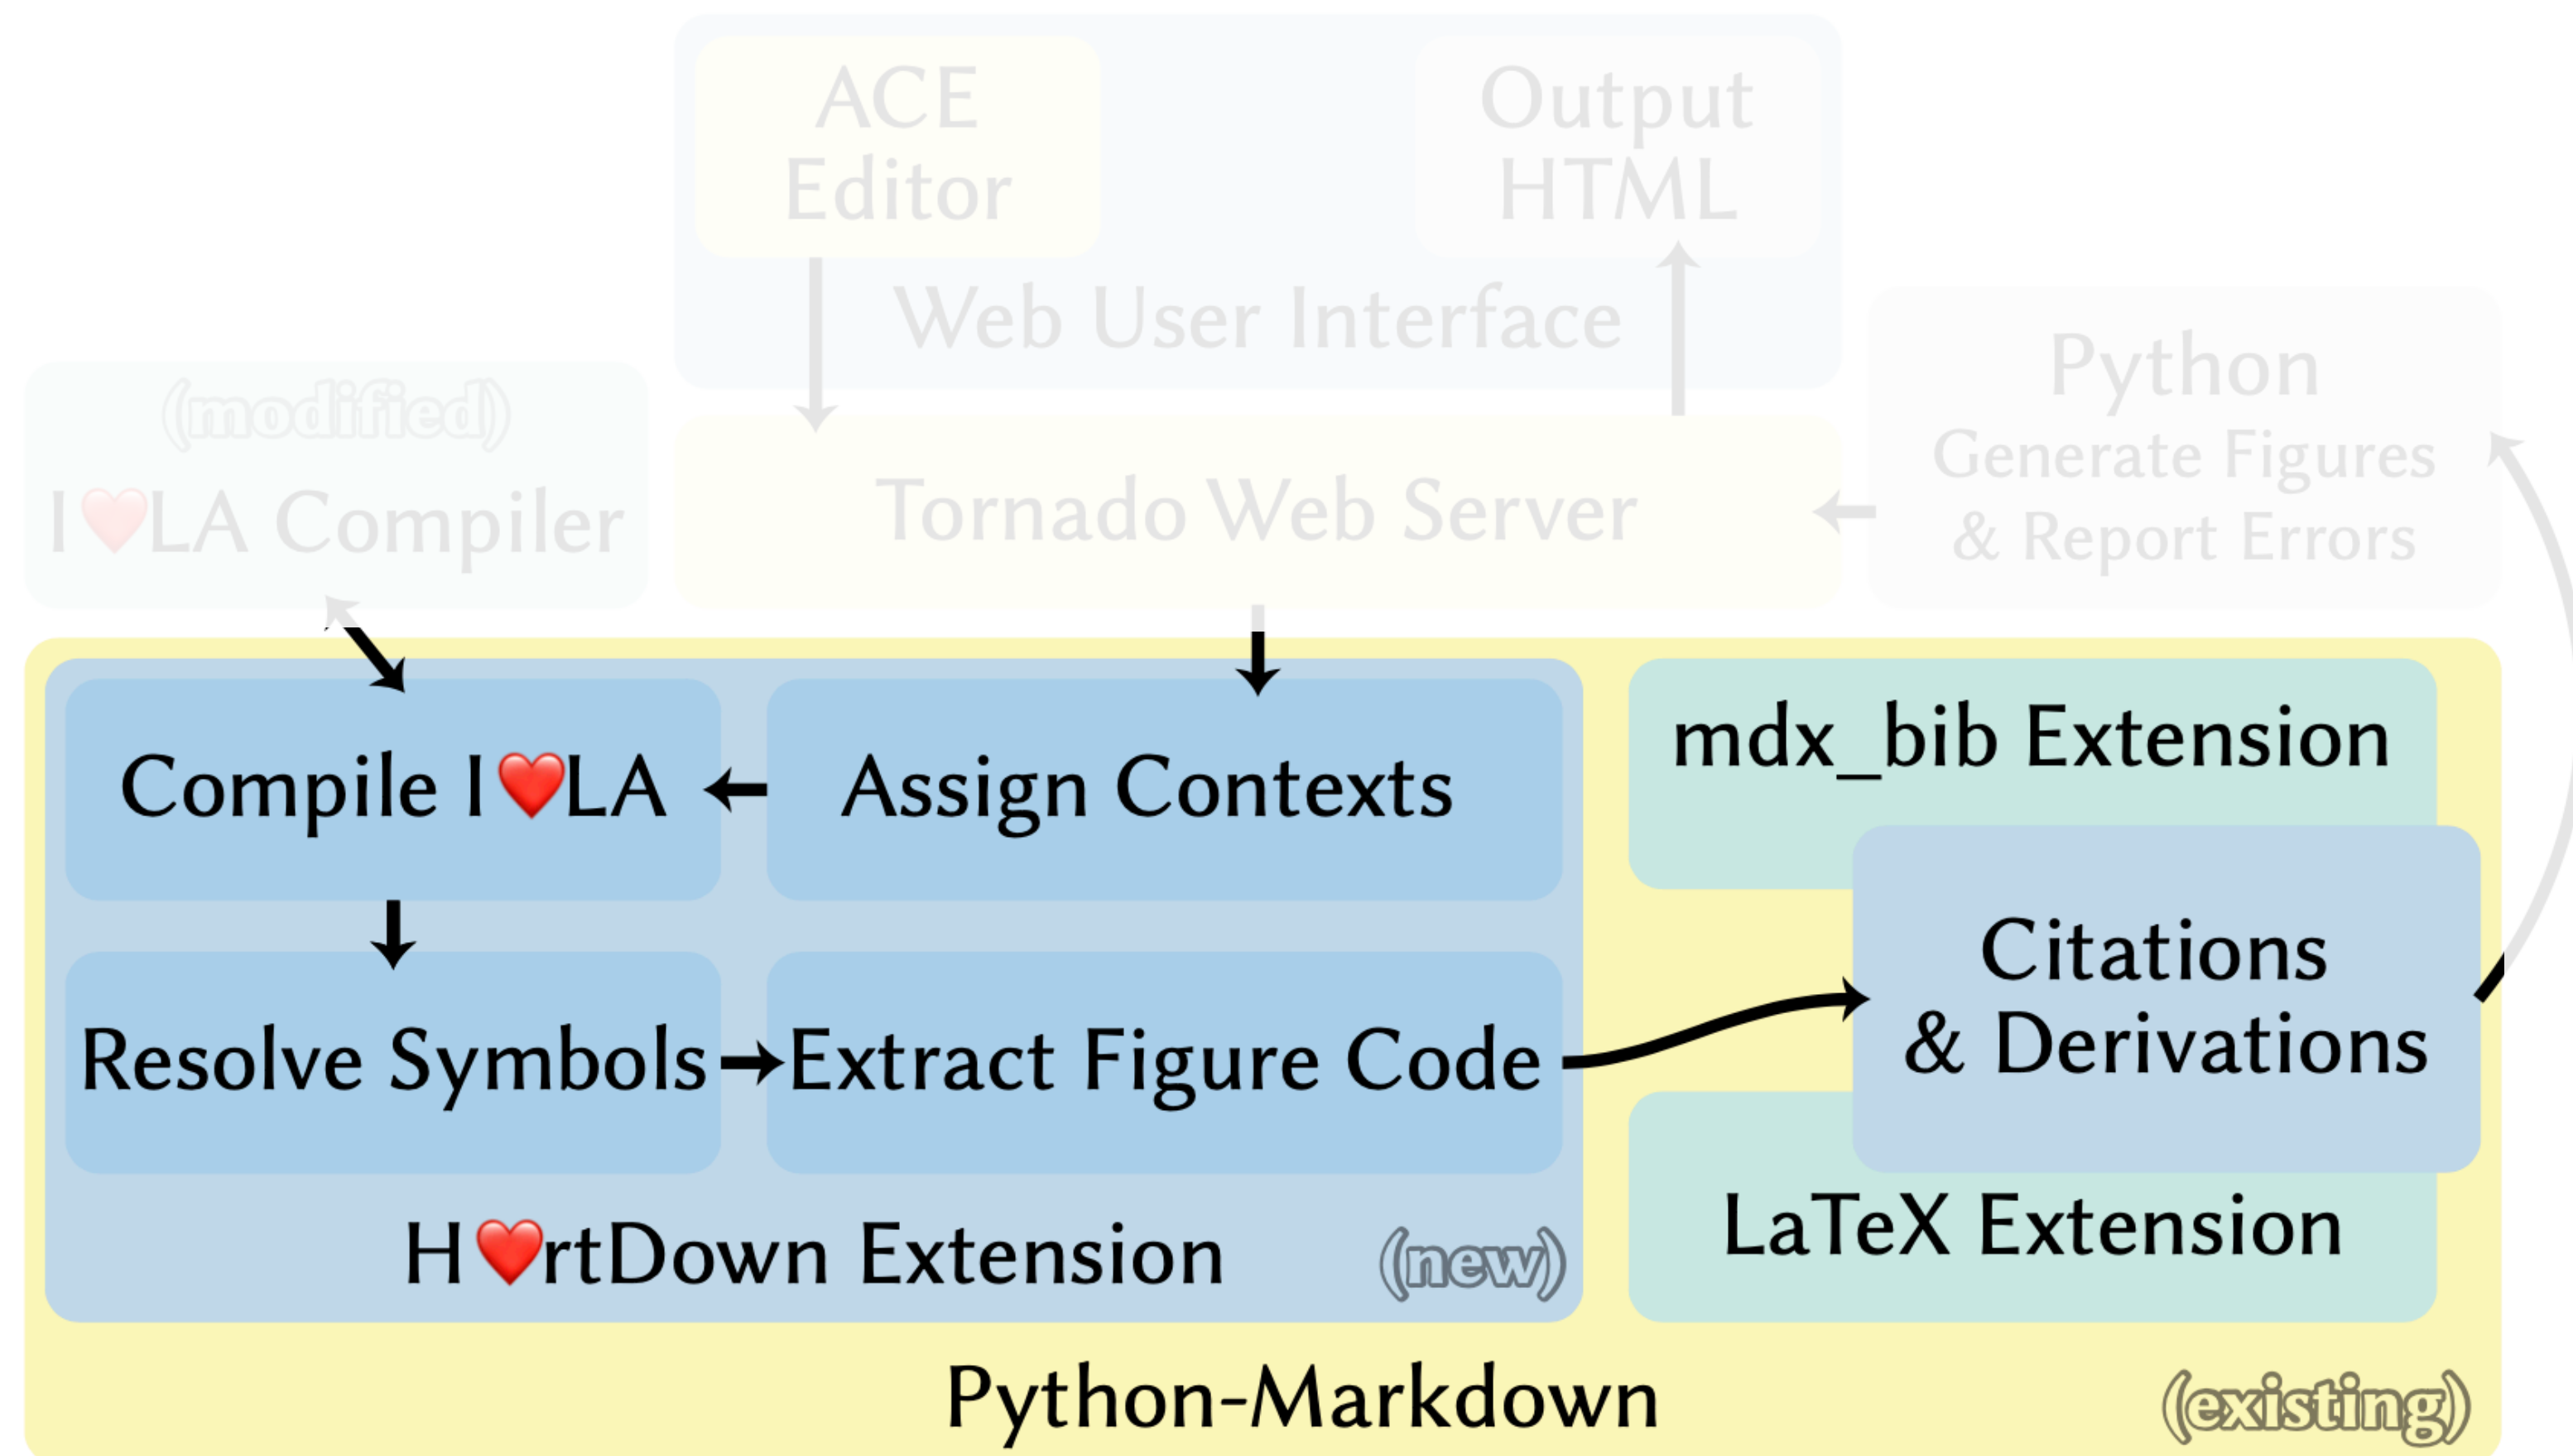 ACE
Editor
Output
HTML
Web User Interface
(modified)
I❤️LA Compiler
Tornado Web Server
Python
Generate Figures
& Report Errors
Compile I❤️LA
Assign Contexts
mdx_bib Extension
Resolve Symbols
Extract Figure Code
Citations
& Derivations
H❤️rtDown Extension
(new)
LaTeX Extension
Python-Markdown
(existing)